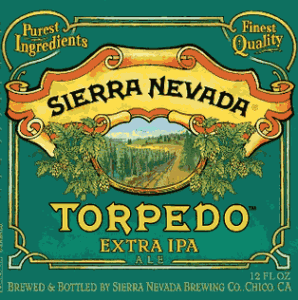 Purest
Ingredients
Finest
Quality
SIERRA NEVADA
TORPEDO™
EXTRA IPA
ALE
12 FL OZ
BREWED & BOTTLED BY SIERRA NEVADA BREWING CO., CHICO, CA